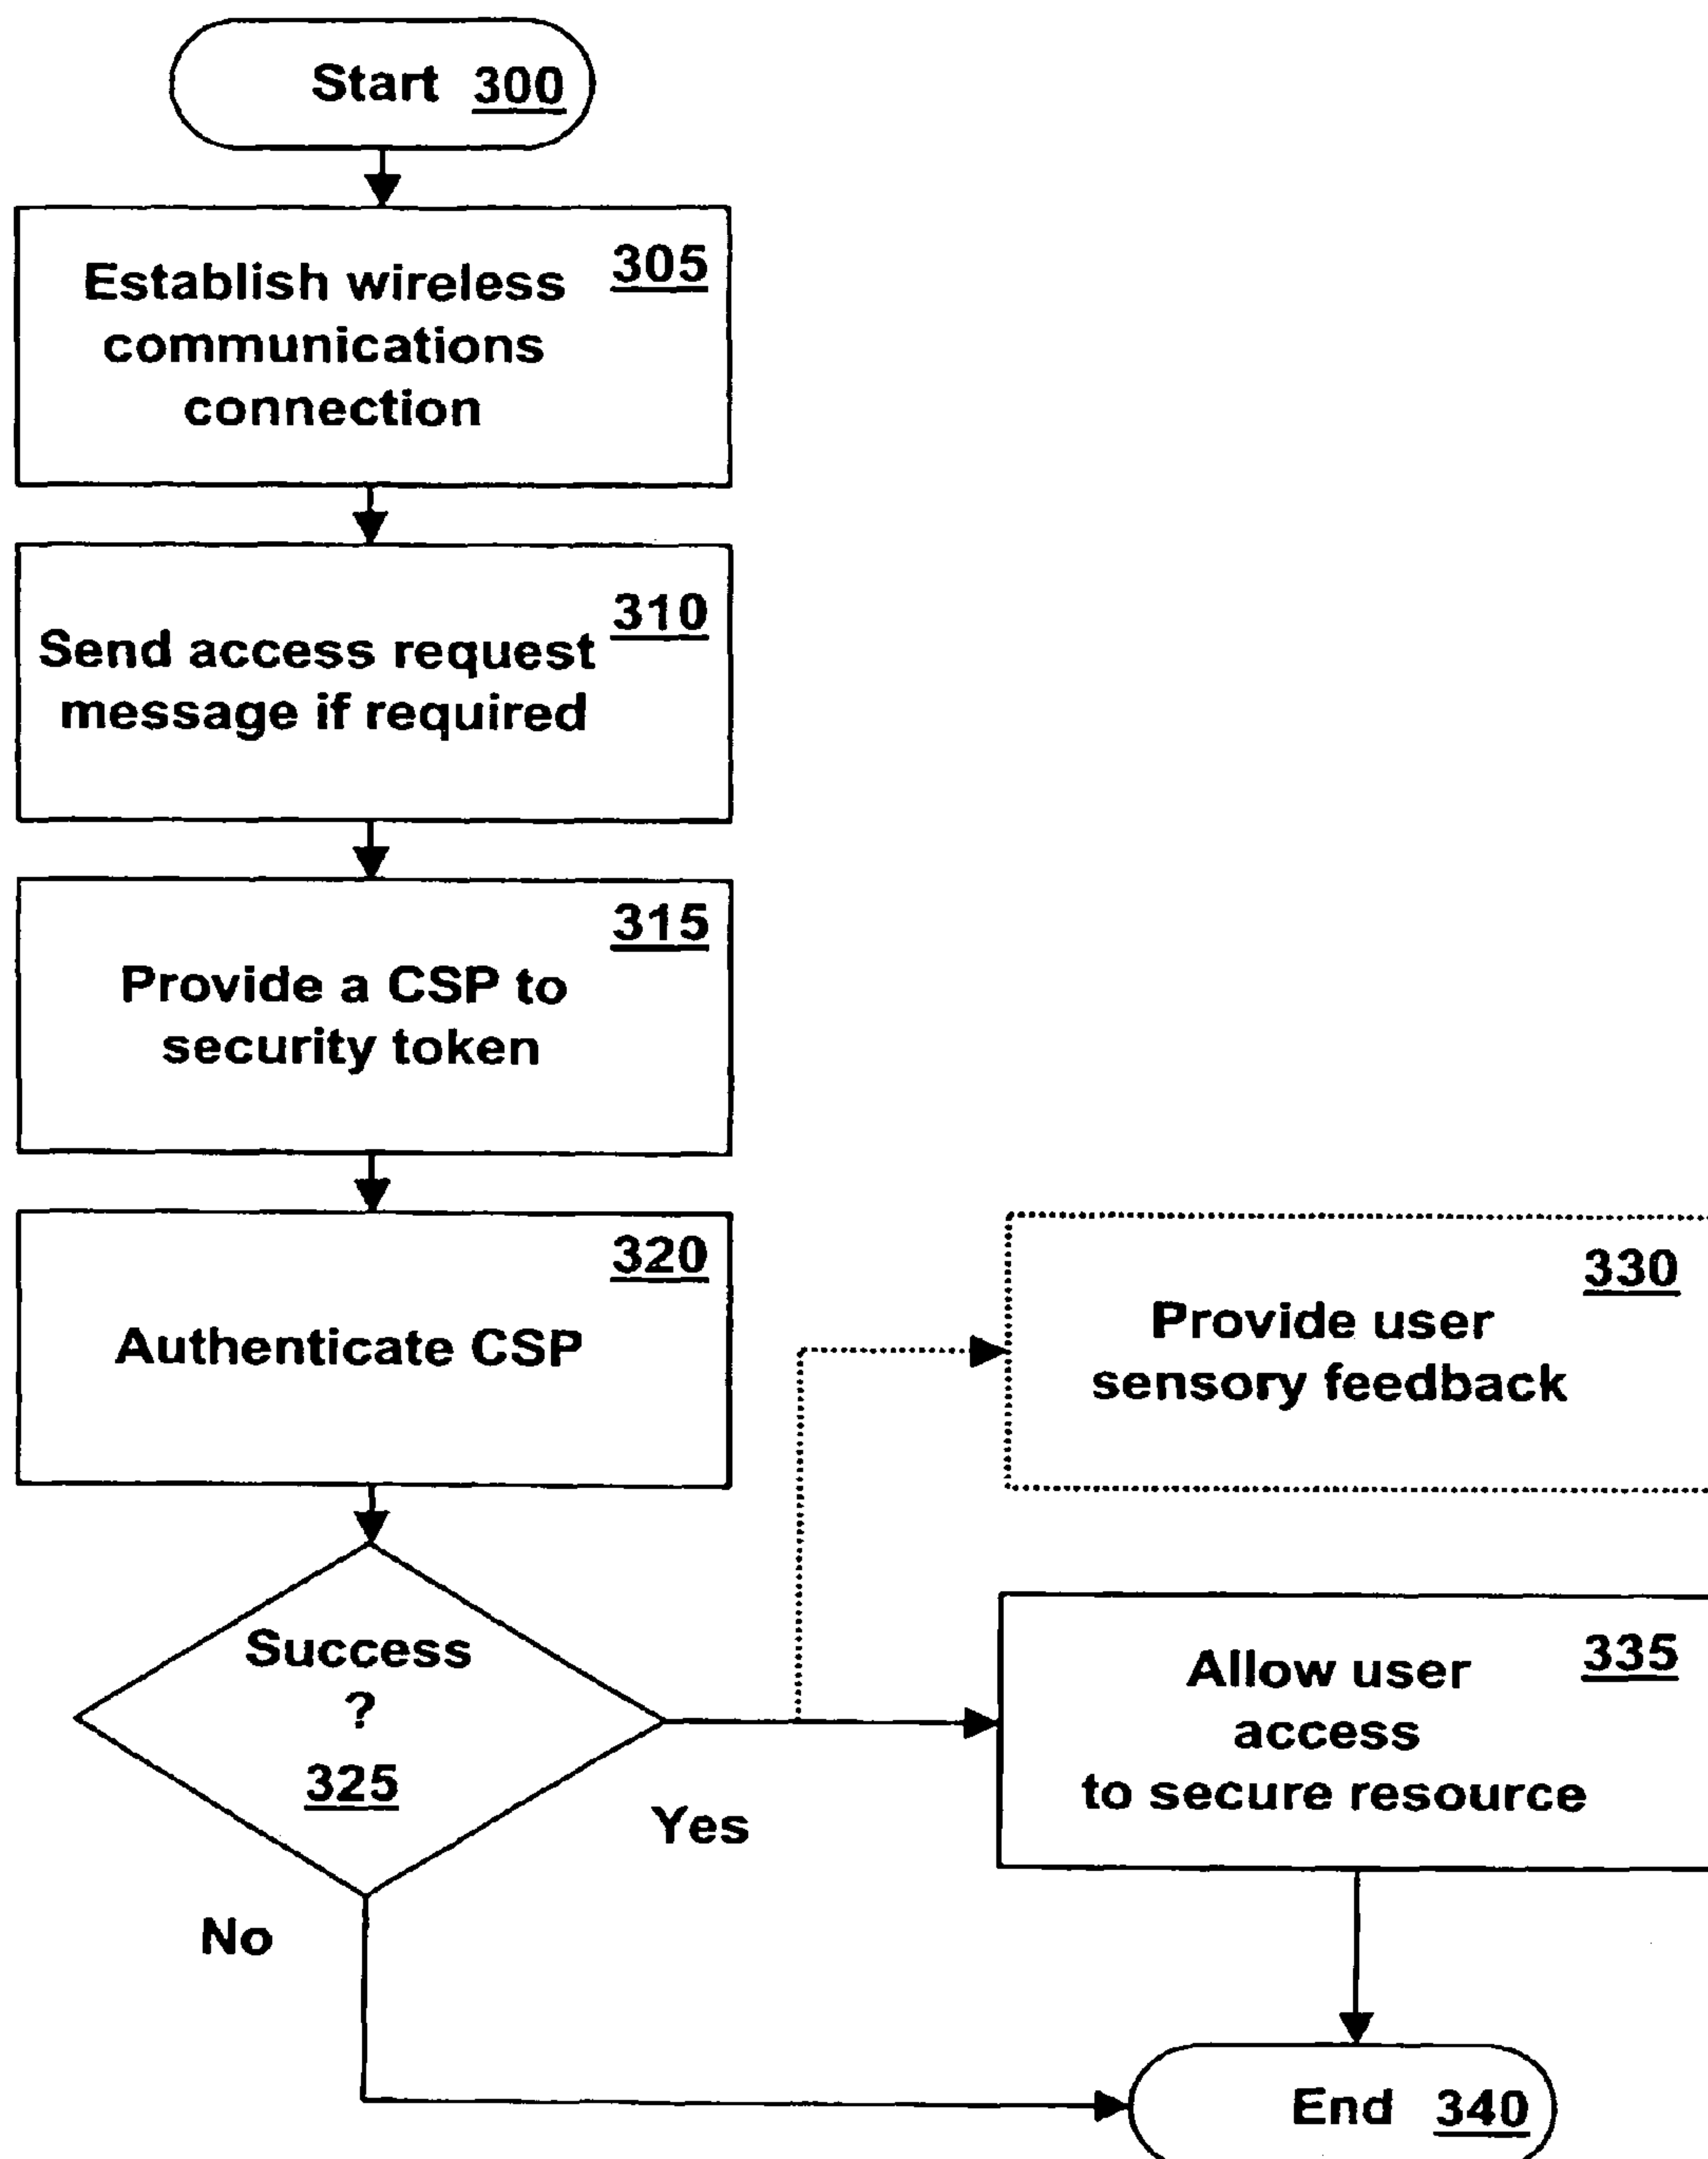 Start 300
305
Establish wireless
communications
connection
310
Send access request
message if required
315
Provide a CSP to
security token
320
Authenticate CSP
330
Provide user
sensory feedback
Success
?
325
Yes
No
335
Allow user
access
to secure resource
End 340